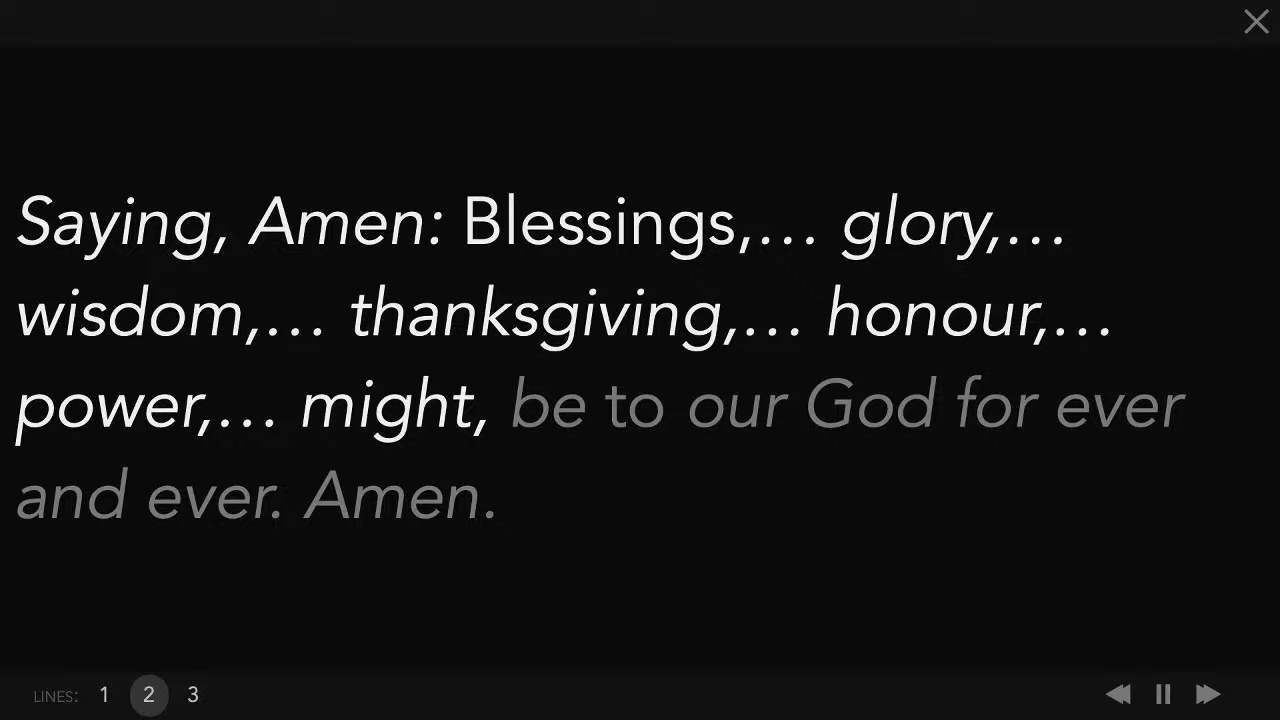 Saying, Amen: Blessings,… glory,…
wisdom,… thanksgiving,… honour,…
power,… might, be to our God for ever
and ever. Amen.
LINES: 1 2 3